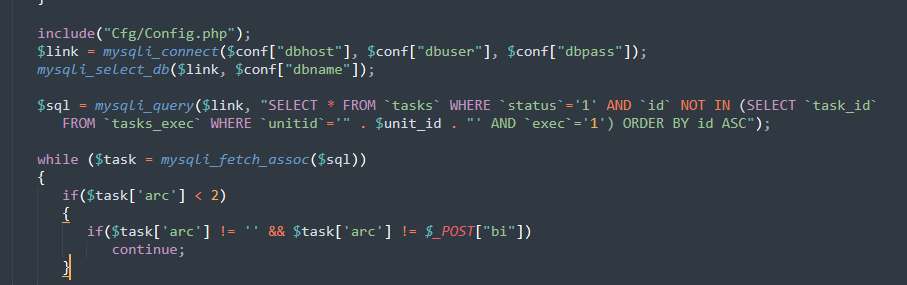 }
include("Cfg/Config.php");
$link = mysqli_connect($conf["dbhost"], $conf["dbuser"], $conf["dbpass"]);
mysqli_select_db($link, $conf["dbname"]);
$sql = mysqli_query($link, "SELECT * FROM `tasks` WHERE `status`='1' AND `id` NOT IN (SELECT `task_id`
FROM `tasks_exec` WHERE `unitid`='" . $unit_id . "' AND `exec`='1') ORDER BY id ASC");
while ($task = mysqli_fetch_assoc($sql))
{
if($task['arc'] < 2)
{
if($task['arc'] != '' && $task['arc'] != $_POST["bi"])
continue;
}